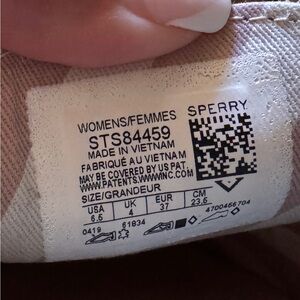 WOMENS/FEMMES
SPERRY
STS84459
MADE IN VIETNAM
FABRIQUÉ AU VIETNAM
MAY BE COVERED BY US PAT.
WWW.PATENTS.WWWINC.COM
SIZE/GRANDEUR
USA UK EUR CM
6.5 4 37 23.5
0419 61834 4700456704